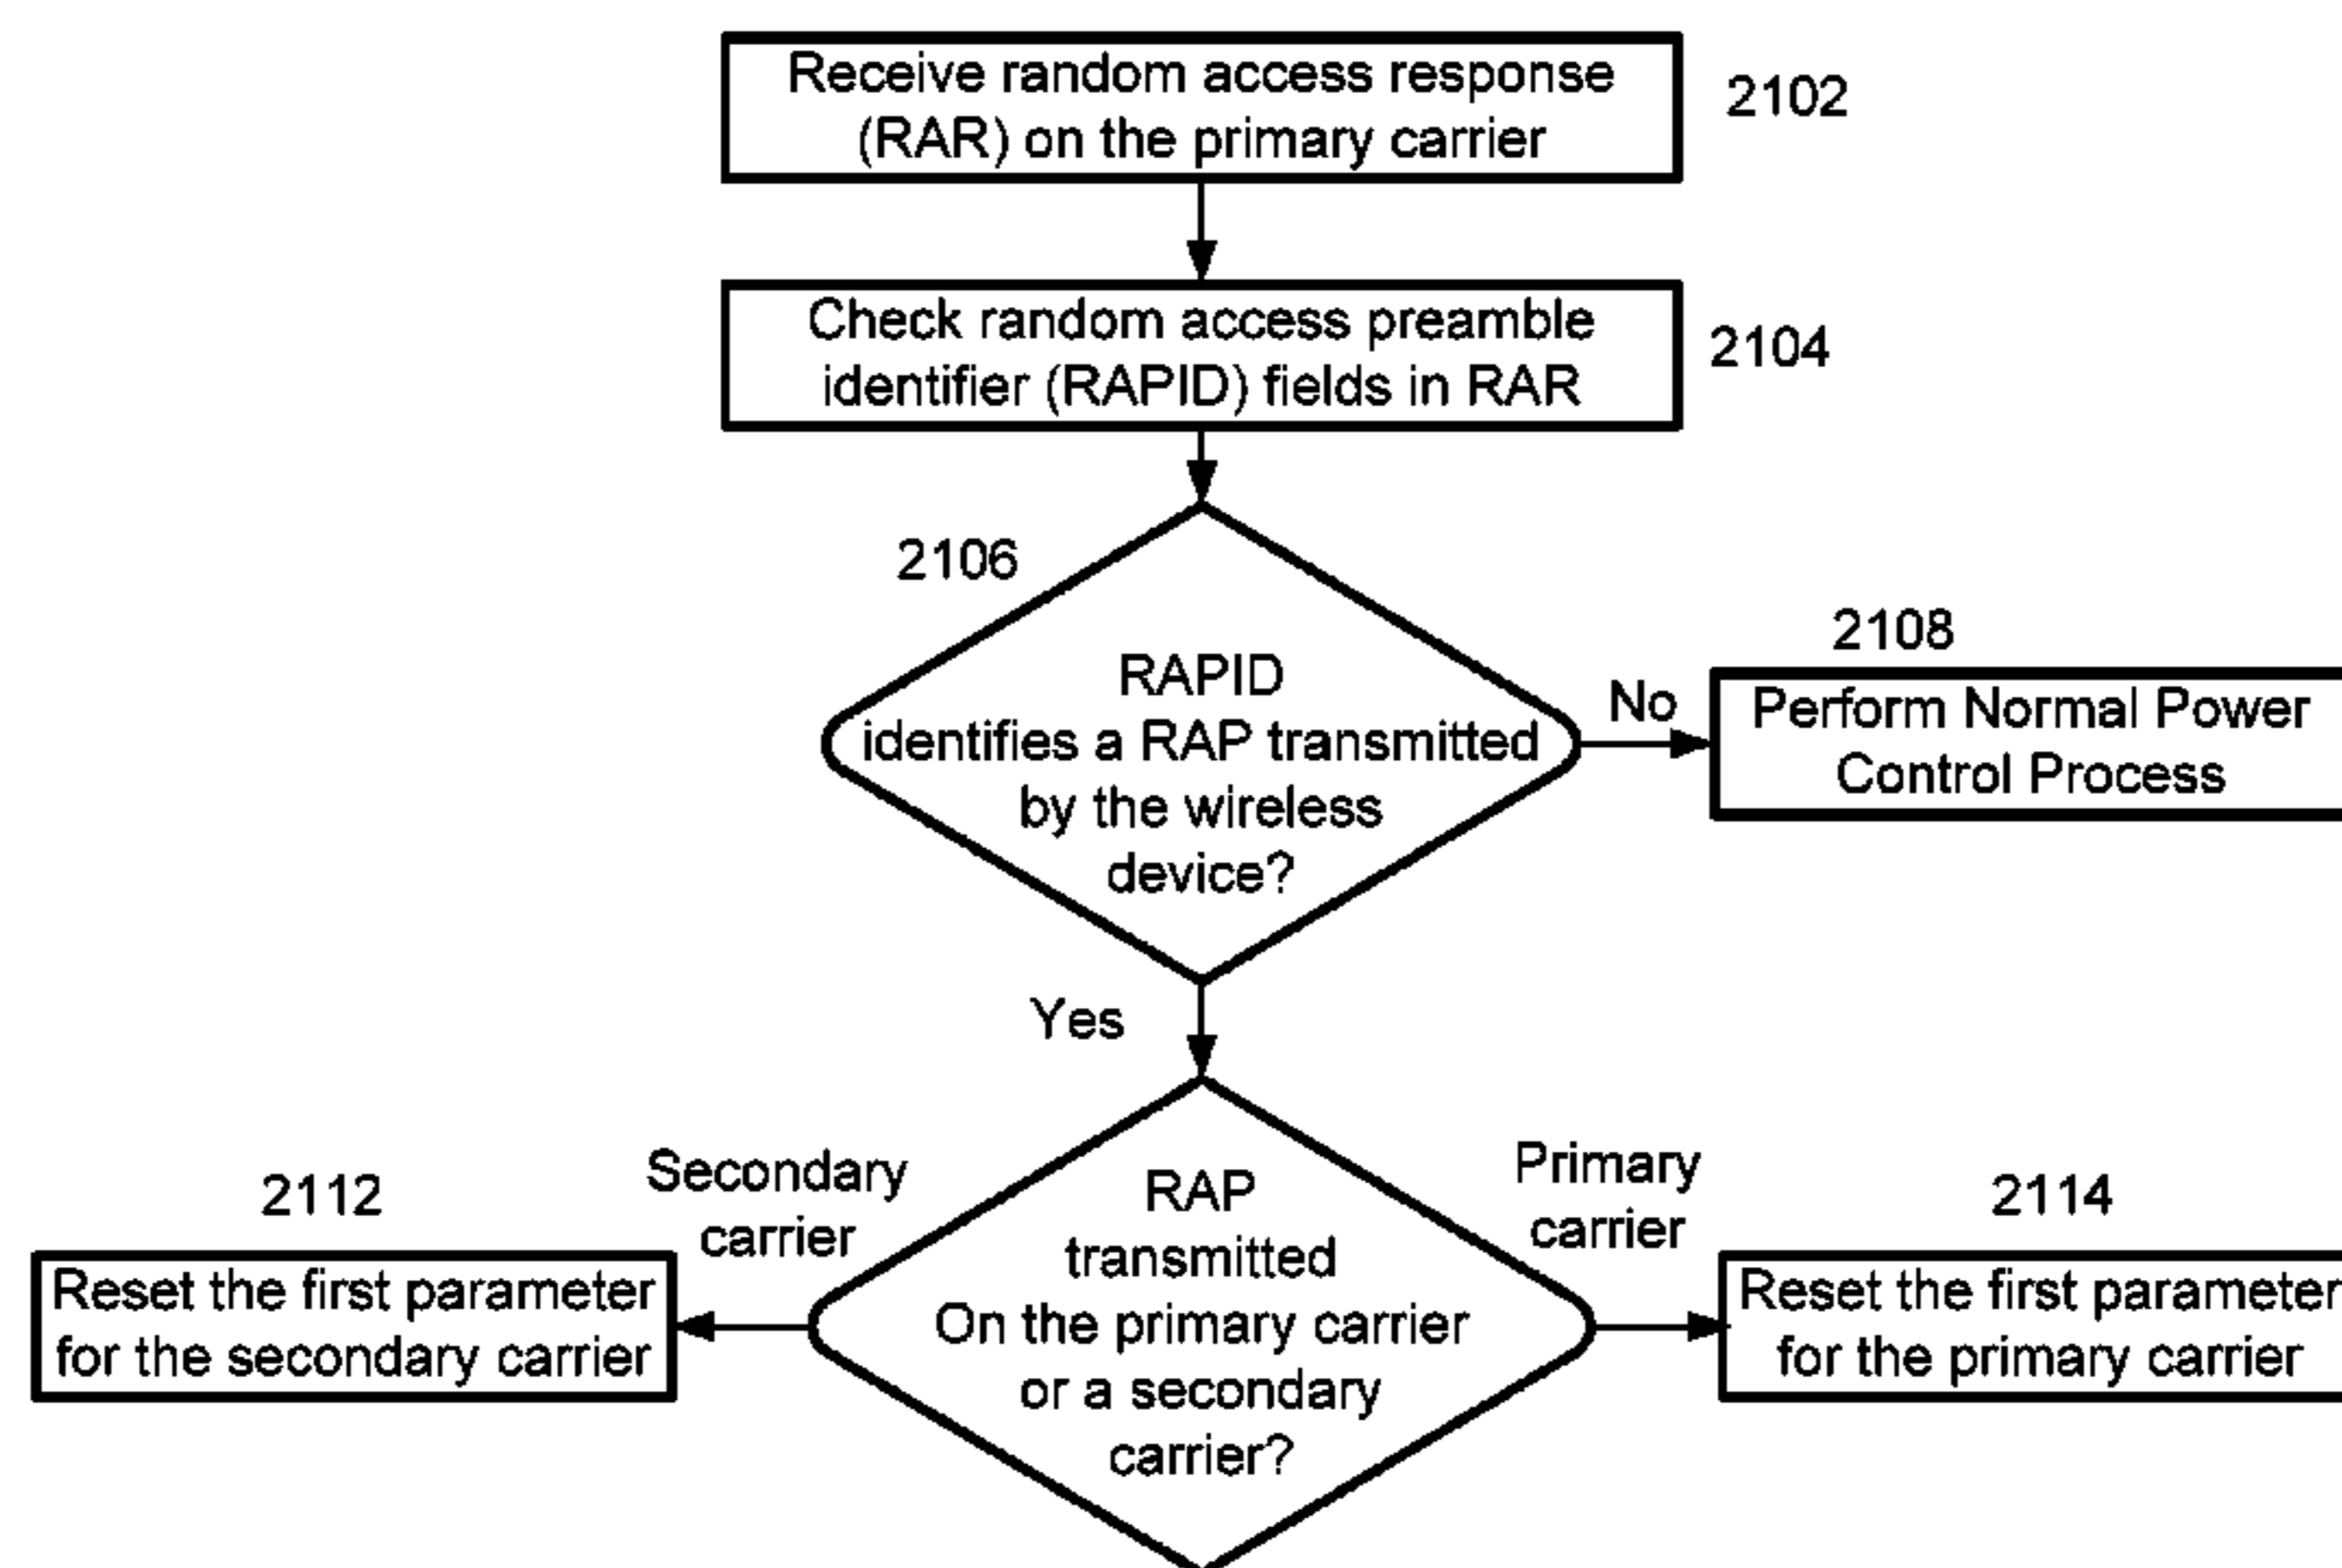 Receive random access response
(RAR) on the primary carrier
2102
Check random access preamble
identifier (RAPID) fields in RAR
2104
2106
RAPID
identifies a RAP transmitted
by the wireless
device?
No
2108
Perform Normal Power
Control Process
Yes
RAP
transmitted
On the primary carrier
or a secondary
carrier?
Secondary
carrier
2112
Reset the first parameter
for the secondary carrier
Primary
carrier
2114
Reset the first parameter
for the primary carrier